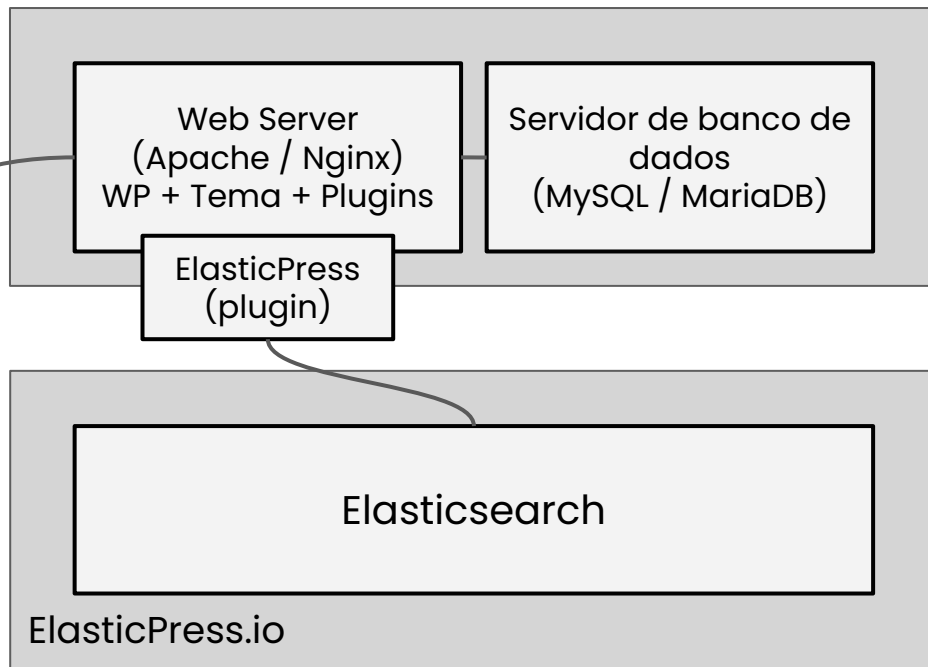 Web Server
(Apache / Nginx)
WP + Tema + Plugins
Servidor de banco de
dados
(MySQL / MariaDB)
ElasticPress
(plugin)
Elasticsearch
ElasticPress.io